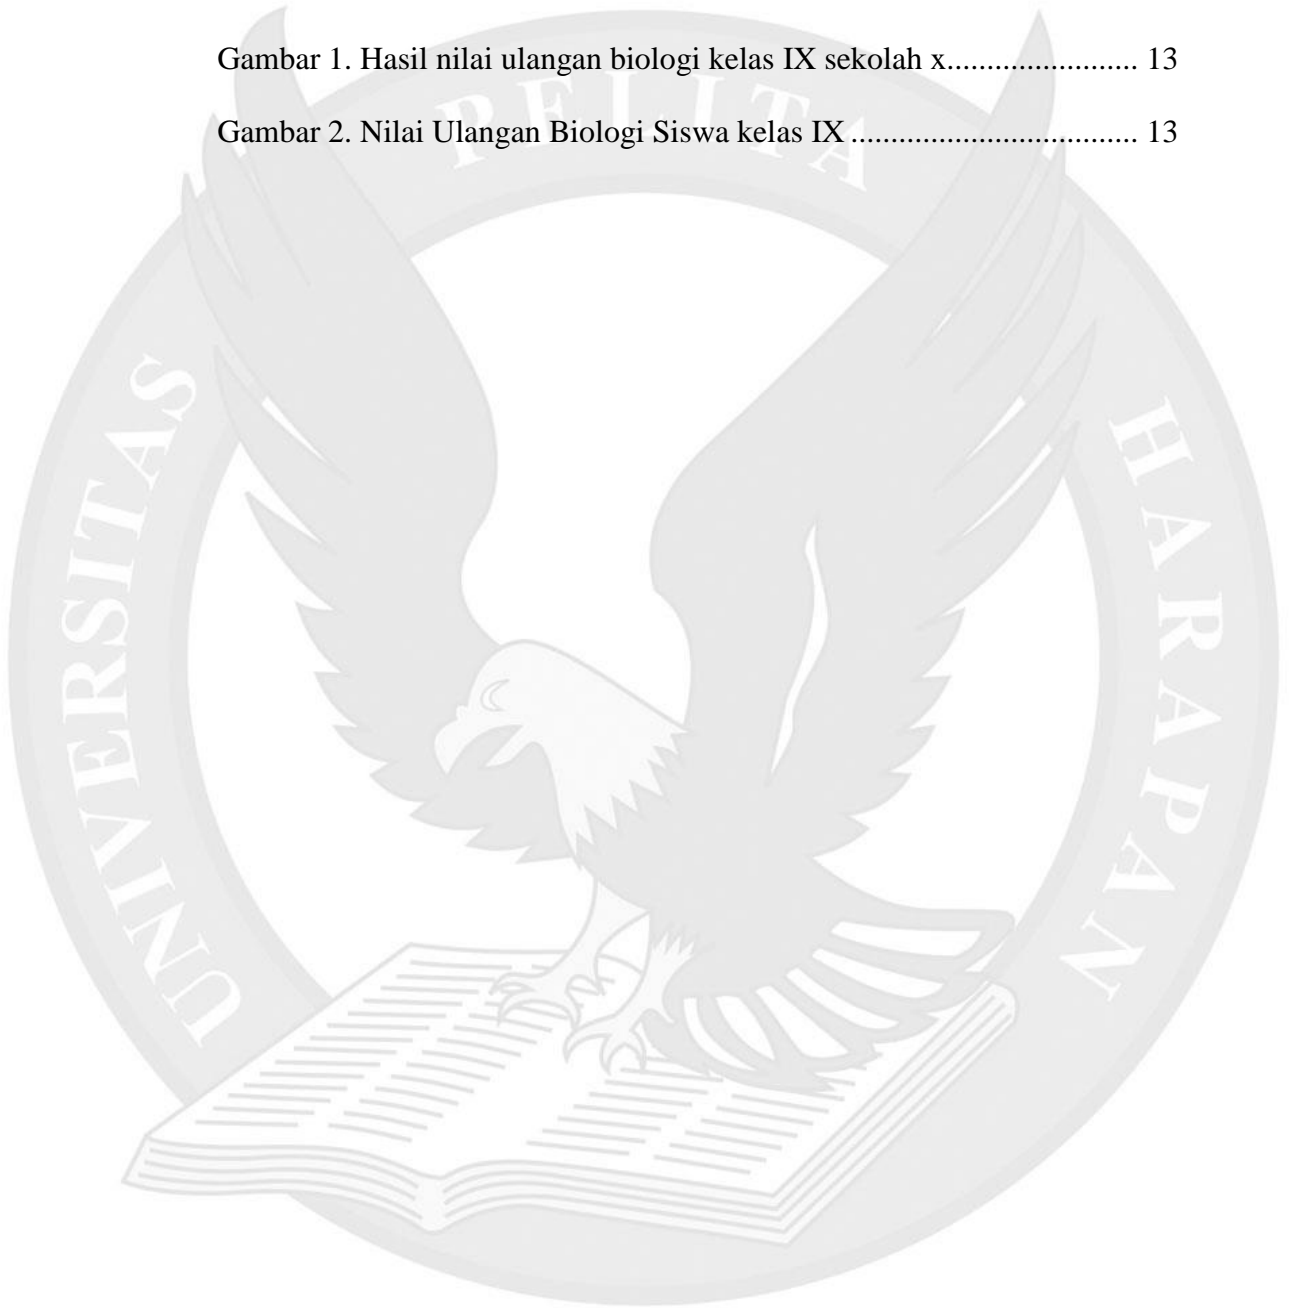 Gambar 1. Hasil nilai ulangan biologi kelas IX sekolah x........................ 13
Gambar 2. Nilai Ulangan Biologi Siswa kelas IX .................................... 13
UNIVERSITAS PELITA HARAPAN